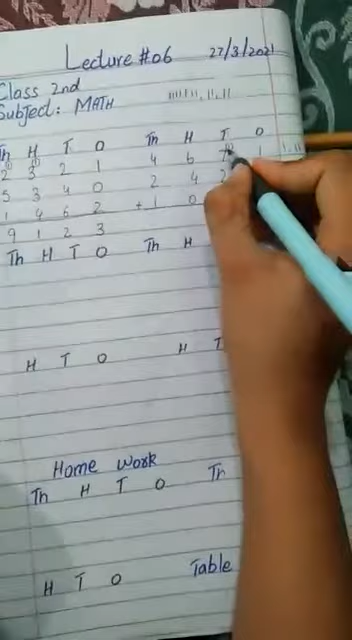 Lecture #06 27/3/2021
Class 2nd
Subject: MATH
Th H T O Th H T O
2 3 2 1 4 6 1
5 3 4 0 2 4 2
1 4 6 2 + 1 0
9 1 2 3
Th H T O Th H
H T O H T
Home Work
Th H T O Th
H T O Table